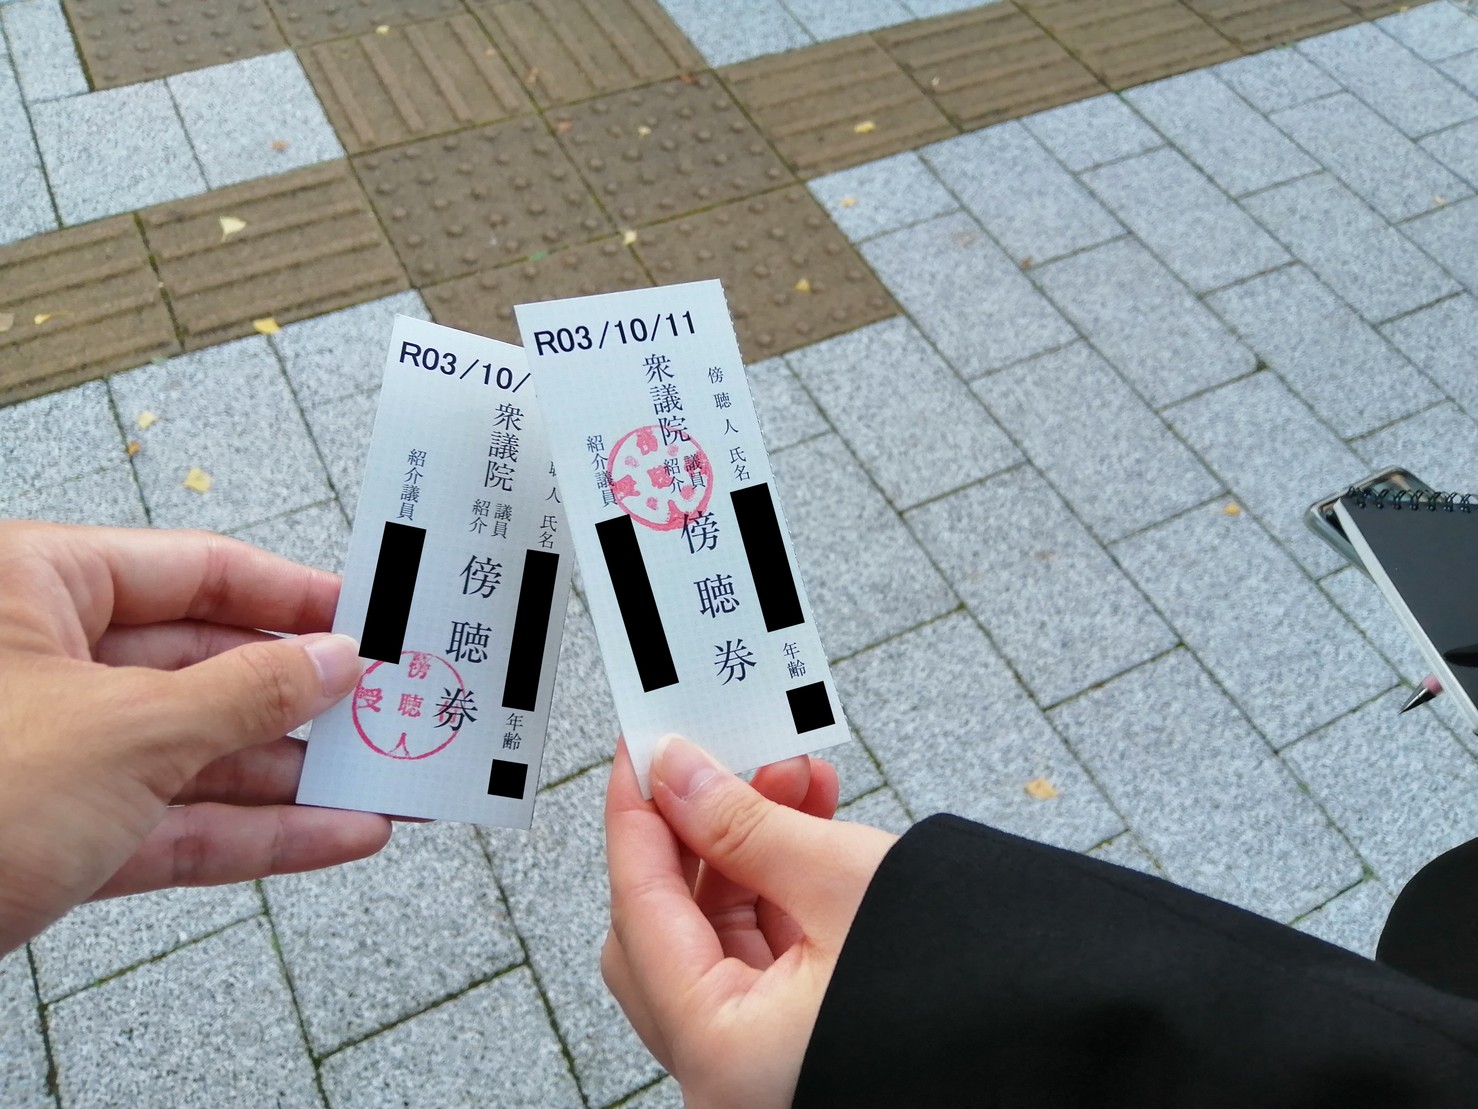 R03/10/
氏名
人
年齢
衆議院
議員
紹介
傍聴券
紹介議員
傍聴人
受
R03/10/11
傍聴人氏名
年齢
衆議院
議員
紹介
傍聴券
紹介議員